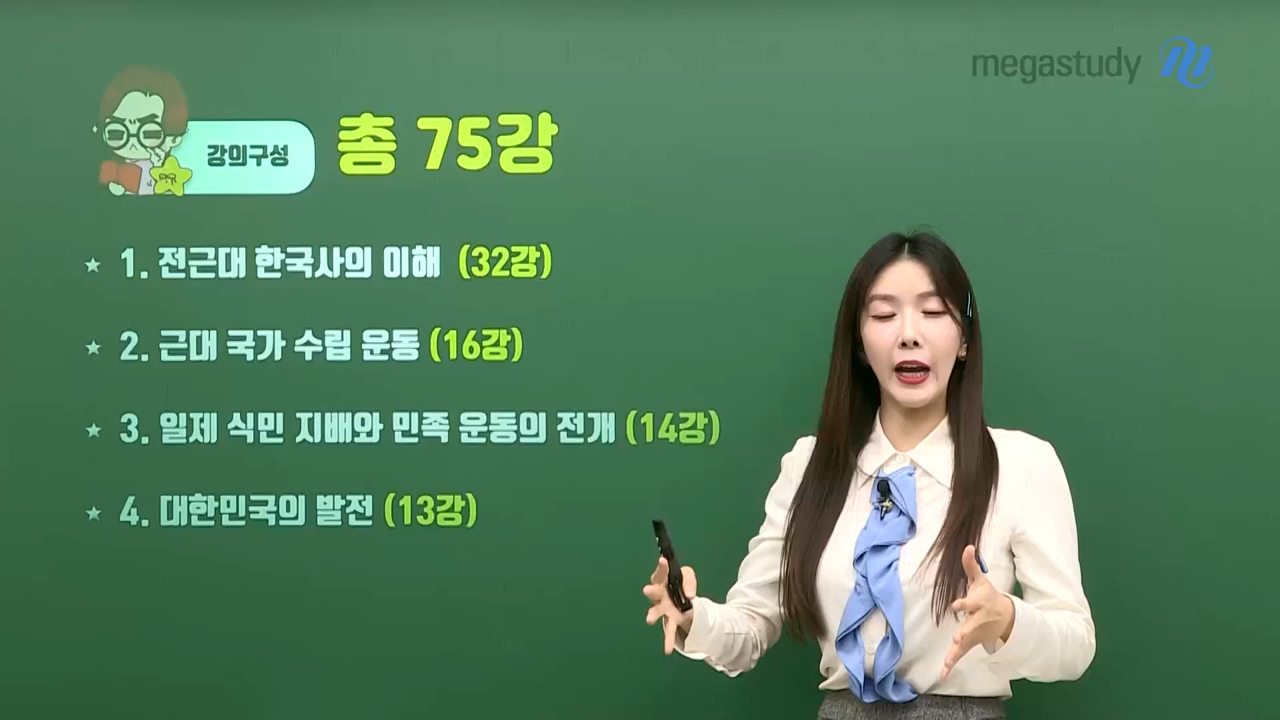 megastudy
강의구성 총 75강
★ 1. 전근대 한국사의 이해 (32강)
★ 2. 근대 국가 수립 운동 (16강)
★ 3. 일제 식민 지배와 민족 운동의 전개 (14강)
★ 4. 대한민국의 발전 (13강)